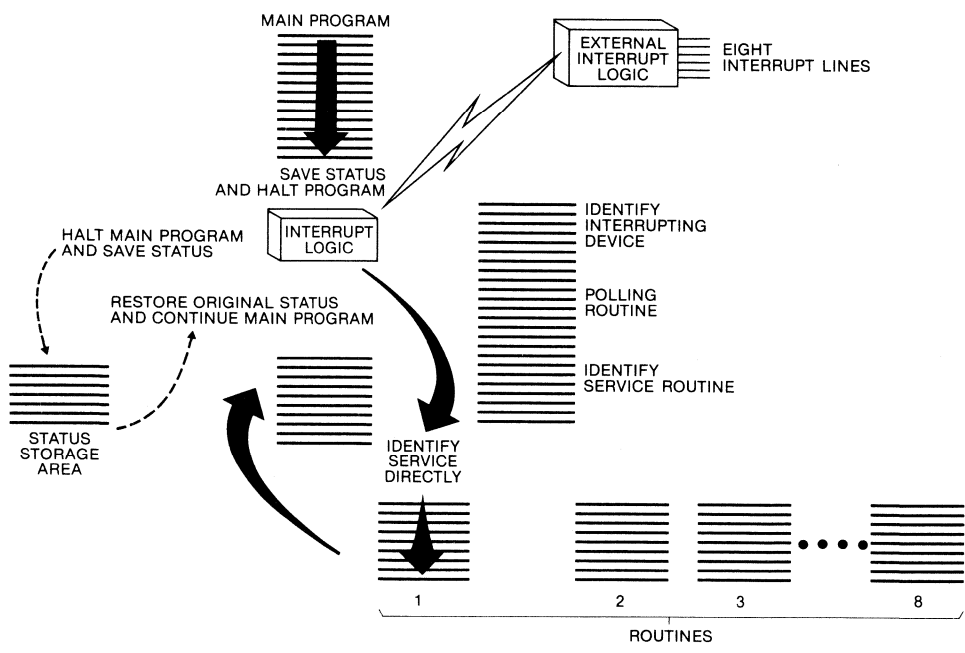 MAIN PROGRAM
EXTERNAL
INTERRUPT
LOGIC
EIGHT
INTERRUPT LINES
SAVE STATUS
AND HALT PROGRAM
INTERRUPT
LOGIC
HALT MAIN PROGRAM
AND SAVE STATUS
IDENTIFY
INTERRUPTING
DEVICE
RESTORE ORIGINAL STATUS
AND CONTINUE MAIN PROGRAM
POLLING
ROUTINE
IDENTIFY
SERVICE ROUTINE
STATUS
STORAGE
AREA
IDENTIFY
SERVICE
DIRECTLY
1
2
3
8
ROUTINES